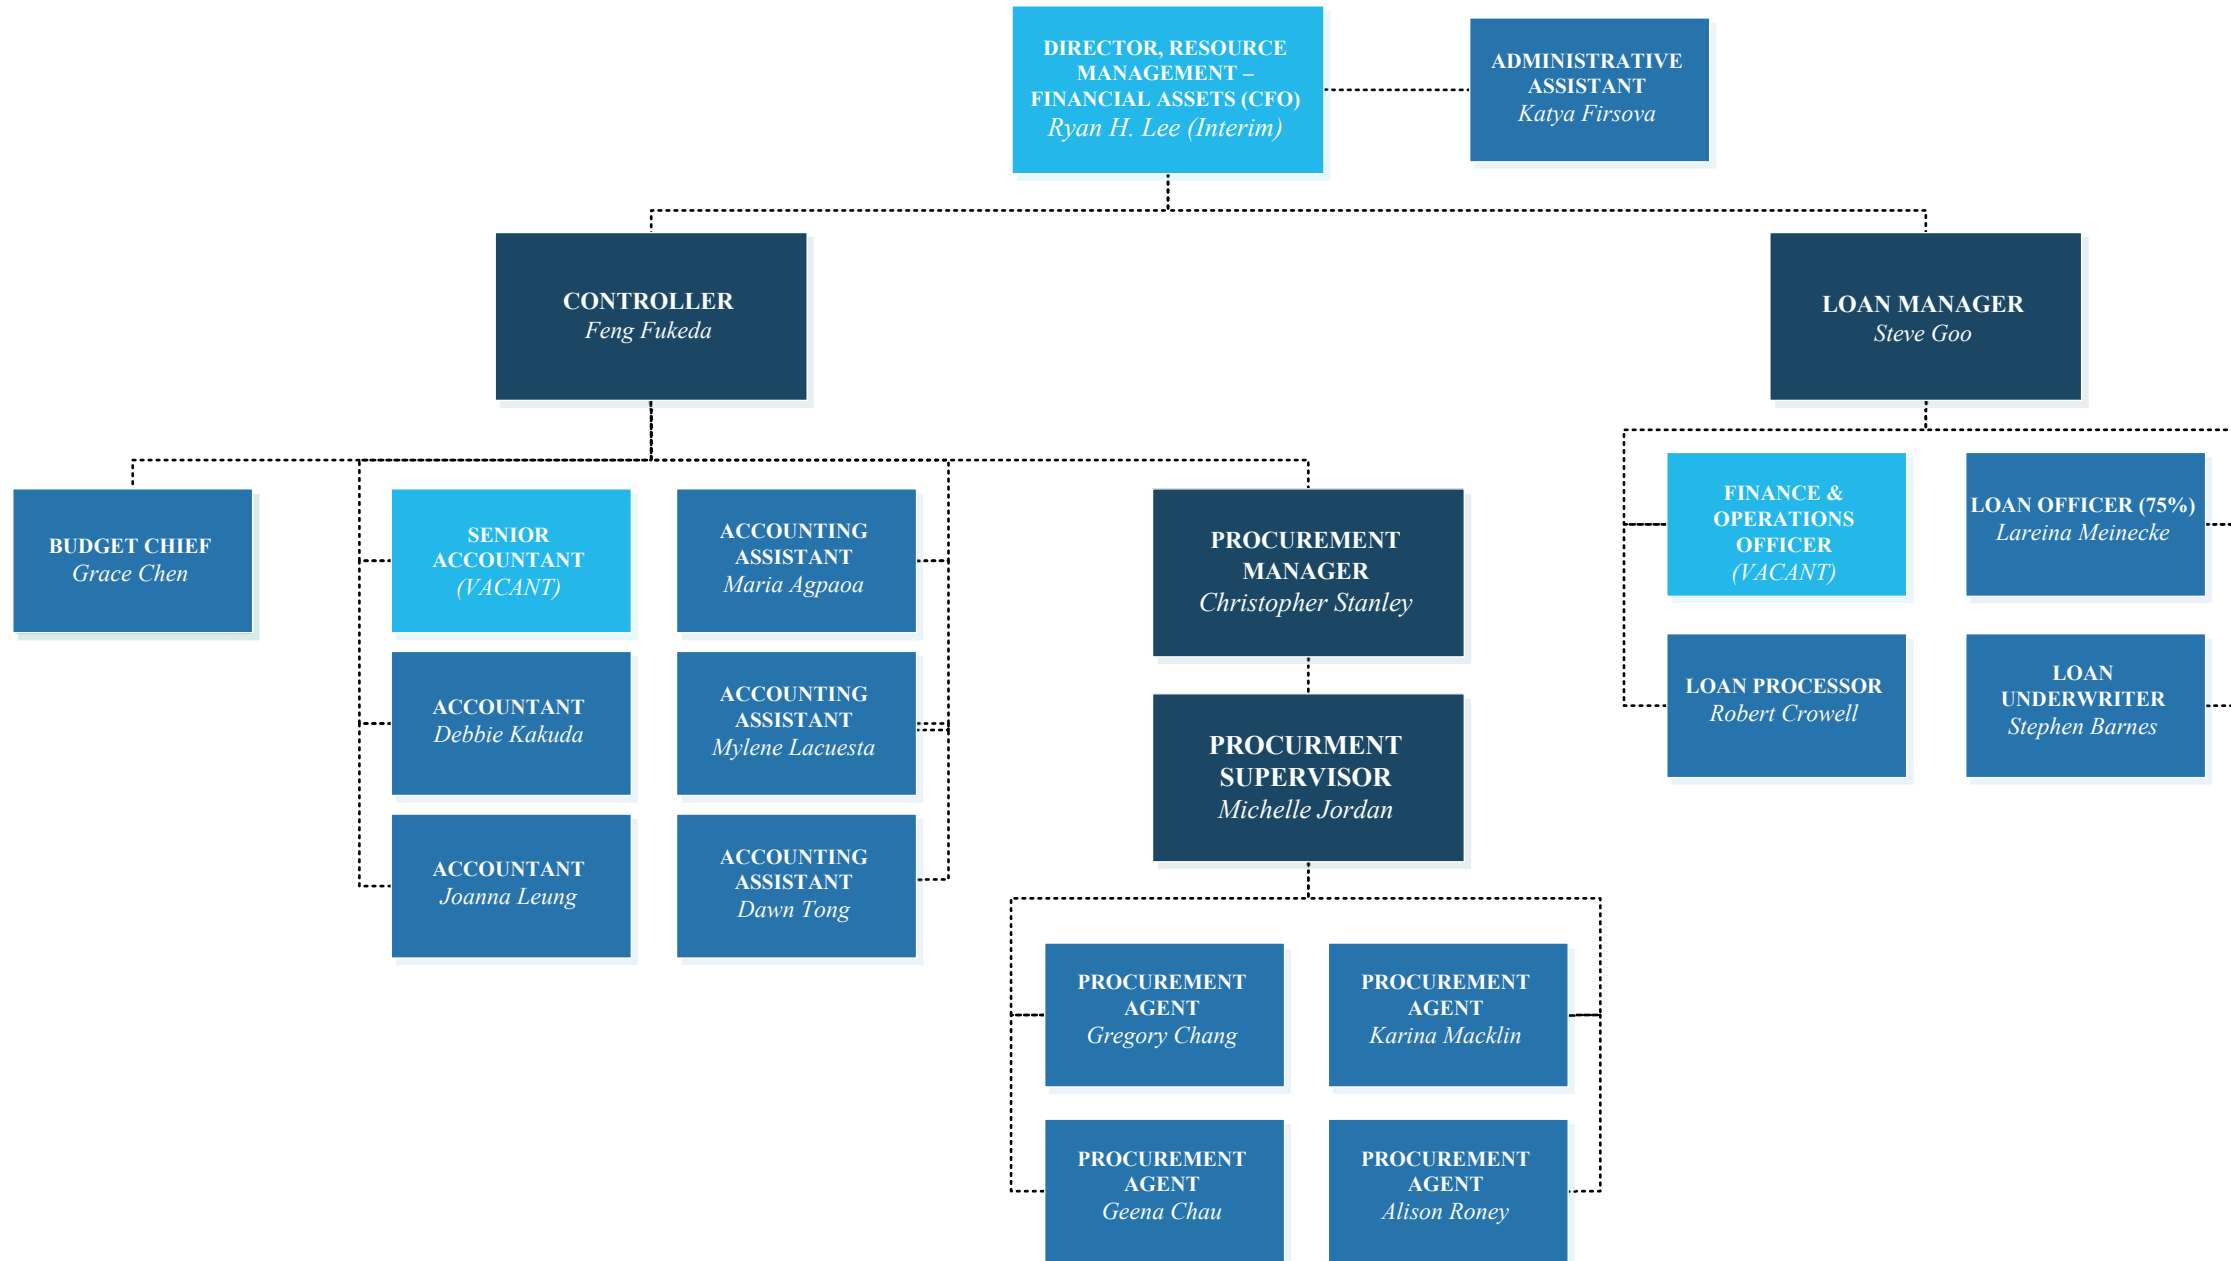 DIRECTOR, RESOURCE
MANAGEMENT –
FINANCIAL ASSETS (CFO)
Ryan H. Lee (Interim)
ADMINISTRATIVE
ASSISTANT
Katya Firsova
CONTROLLER
Feng Fukeda
LOAN MANAGER
Steve Goo
BUDGET CHIEF
Grace Chen
SENIOR
ACCOUNTANT
(VACANT)
ACCOUNTING
ASSISTANT
Maria Agpaoa
PROCUREMENT
MANAGER
Christopher Stanley
FINANCE &
OPERATIONS
OFFICER
(VACANT)
LOAN OFFICER (75%)
Lareina Meinecke
ACCOUNTANT
Debbie Kakuda
ACCOUNTING
ASSISTANT
Mylene Lacuesta
PROCURMENT
SUPERVISOR
Michelle Jordan
LOAN PROCESSOR
Robert Crowell
LOAN
UNDERWRITER
Stephen Barnes
ACCOUNTANT
Joanna Leung
ACCOUNTING
ASSISTANT
Dawn Tong
PROCUREMENT
AGENT
Gregory Chang
PROCUREMENT
AGENT
Karina Macklin
PROCUREMENT
AGENT
Geena Chau
PROCUREMENT
AGENT
Alison Roney